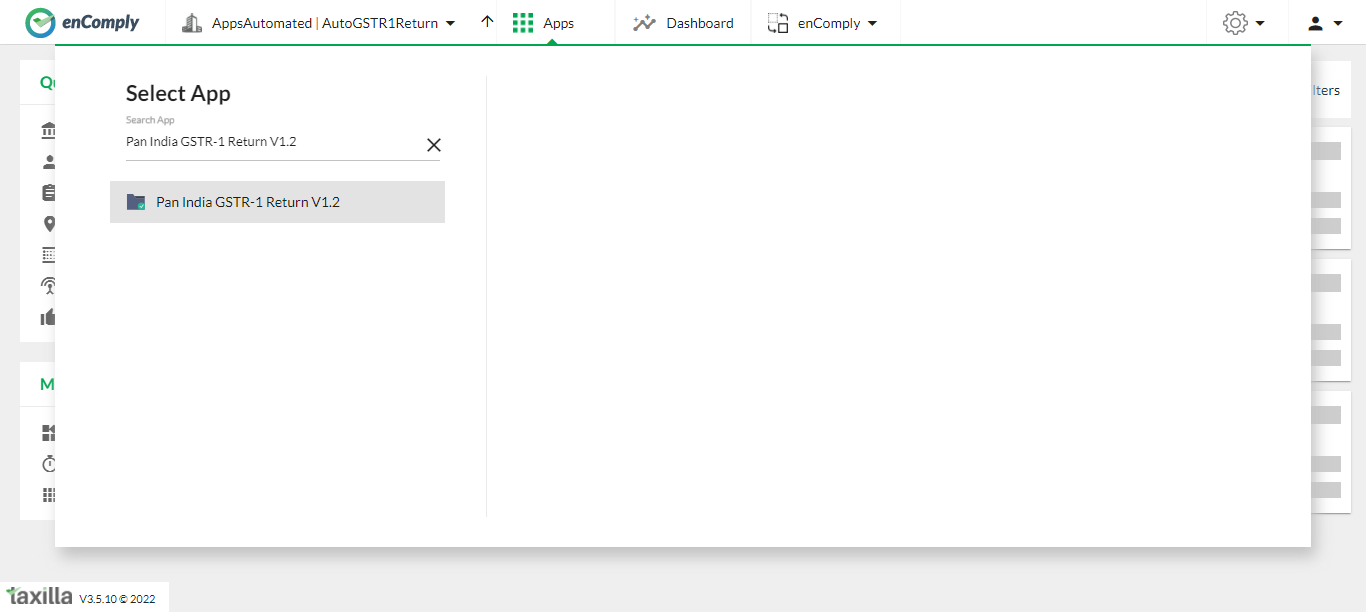 enComply
AppsAutomated | AutoGSTR1Return
Apps
Dashboard
enComply
Qu
lters
Select App
Search App
Pan India GSTR-1 Return V1.2
Pan India GSTR-1 Return V1.2
M
taxilla V3.5.10 © 2022